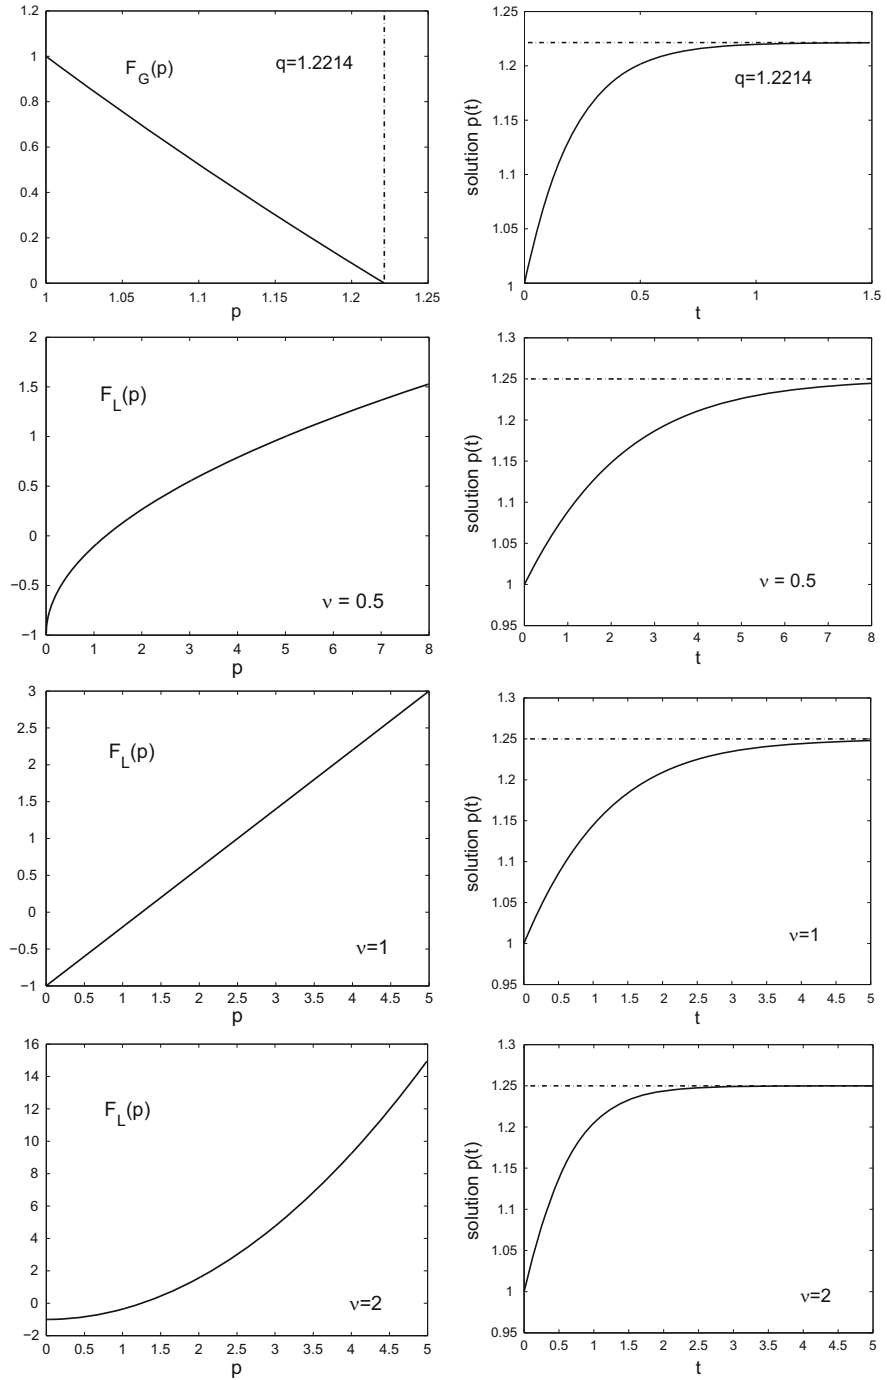 1.2
1
0.8
0.6
0.4
0.2
0
F_G(p)
q=1.2214
1 1.05 1.1 1.15 1.2 1.25
p
1.25
1.2
1.15
1.1
1.05
1
solution p(t)
q=1.2214
0 0.5 1 1.5
t
2
1.5
1
0.5
0
−0.5
−1
F_L(p)
ν = 0.5
0 1 2 3 4 5 6 7 8
p
1.3
1.25
1.2
1.15
1.1
1.05
1
0.95
solution p(t)
ν = 0.5
0 1 2 3 4 5 6 7 8
t
3
2.5
2
1.5
1
0.5
0
−0.5
−1
F_L(p)
ν=1
0 0.5 1 1.5 2 2.5 3 3.5 4 4.5 5
p
1.3
1.25
1.2
1.15
1.1
1.05
1
0.95
solution p(t)
ν=1
0 0.5 1 1.5 2 2.5 3 3.5 4 4.5 5
t
16
14
12
10
8
6
4
2
0
−2
F_L(p)
ν=2
0 0.5 1 1.5 2 2.5 3 3.5 4 4.5 5
p
1.3
1.25
1.2
1.15
1.1
1.05
1
0.95
solution p(t)
ν=2
0 0.5 1 1.5 2 2.5 3 3.5 4 4.5 5
t